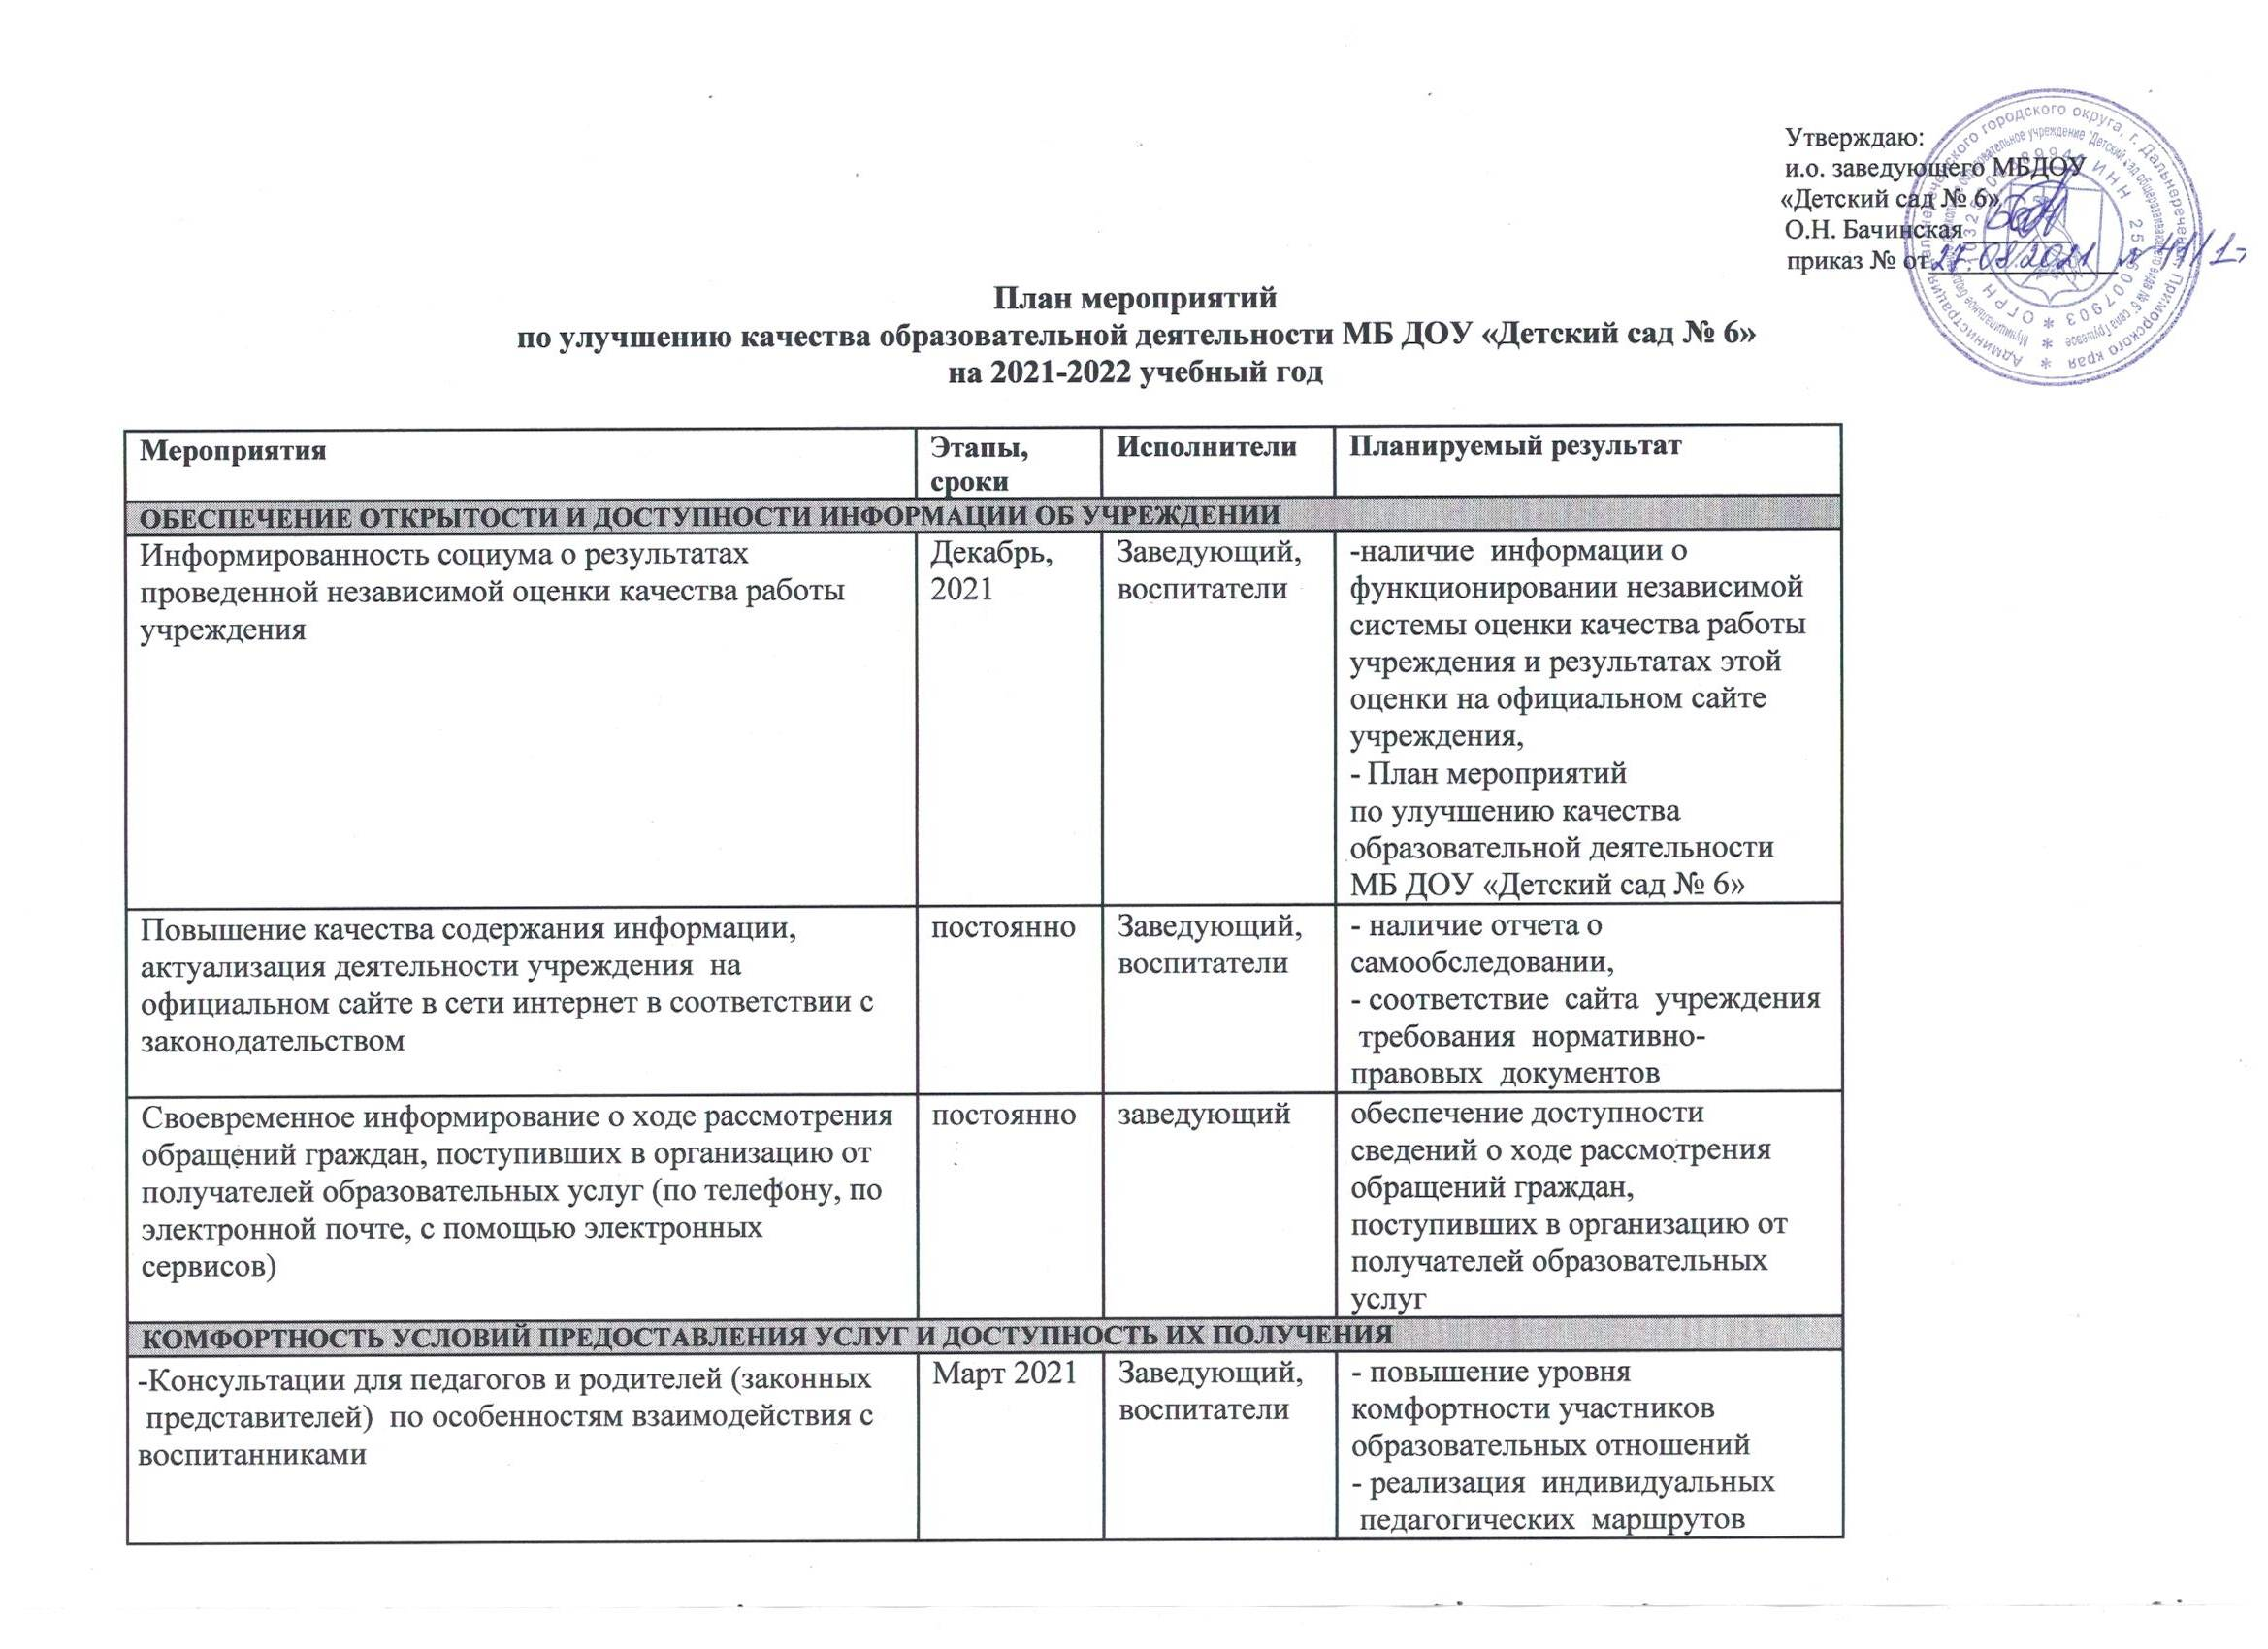 Утверждаю:
и.о. заведующего МБДОУ
«Детский сад № 6»
О.Н. Бачинская
приказ № от 27.08.2021
План мероприятий
по улучшению качества образовательной деятельности МБ ДОУ «Детский сад № 6»
на 2021-2022 учебный год
Мероприятия
Этапы,
сроки
Исполнители
Планируемый результат
ОБЕСПЕЧЕНИЕ ОТКРЫТОСТИ И ДОСТУПНОСТИ ИНФОРМАЦИИ ОБ УЧРЕЖДЕНИИ
Информированность социума о результатах
проведенной независимой оценки качества работы
учреждения
Декабрь,
2021
Заведующий,
воспитатели
-наличие информации о
функционировании независимой
системы оценки качества работы
учреждения и результатах этой
оценки на официальном сайте
учреждения,
- План мероприятий
по улучшению качества
образовательной деятельности
МБ ДОУ «Детский сад № 6»
Повышение качества содержания информации,
актуализация деятельности учреждения на
официальном сайте в сети интернет в соответствии с
законодательством
постоянно
Заведующий,
воспитатели
- наличие отчета о
самообследовании,
- соответствие сайта учреждения
требования нормативно-
правовых документов
Своевременное информирование о ходе рассмотрения
обращений граждан, поступивших в организацию от
получателей образовательных услуг (по телефону, по
электронной почте, с помощью электронных
сервисов)
постоянно
заведующий
обеспечение доступности
сведений о ходе рассмотрения
обращений граждан,
поступивших в организацию от
получателей образовательных
услуг
КОМФОРТНОСТЬ УСЛОВИЙ ПРЕДОСТАВЛЕНИЯ УСЛУГ И ДОСТУПНОСТЬ ИХ ПОЛУЧЕНИЯ
-Консультации для педагогов и родителей (законных
представителей) по особенностям взаимодействия с
воспитанниками
Март 2021
Заведующий,
воспитатели
- повышение уровня
комфортности участников
образовательных отношений
- реализация индивидуальных
педагогических маршрутов